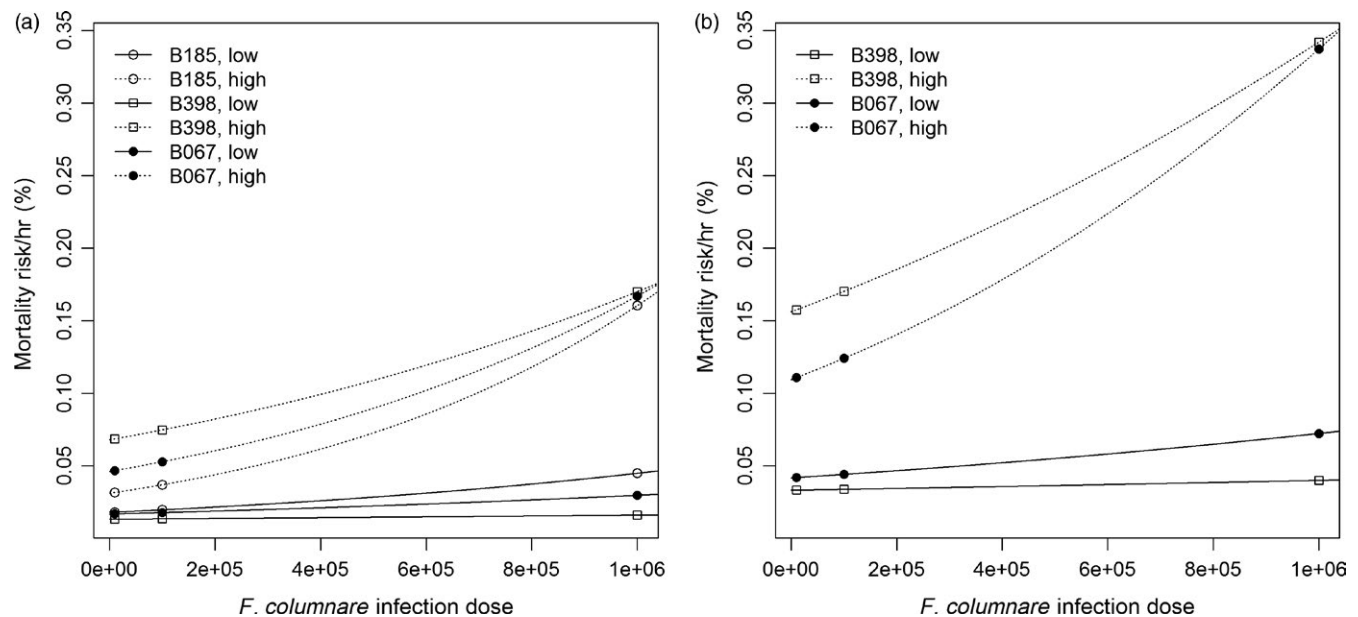 (a)
B185, low
B185, high
B398, low
B398, high
B067, low
B067, high
Mortality risk/hr (%)
0.35
0.30
0.25
0.20
0.15
0.10
0.05
0e+00 2e+05 4e+05 6e+05 8e+05 1e+06
F. columnare infection dose
(b)
B398, low
B398, high
B067, low
B067, high
Mortality risk/hr (%)
0.35
0.30
0.25
0.20
0.15
0.10
0.05
0e+00 2e+05 4e+05 6e+05 8e+05 1e+06
F. columnare infection dose